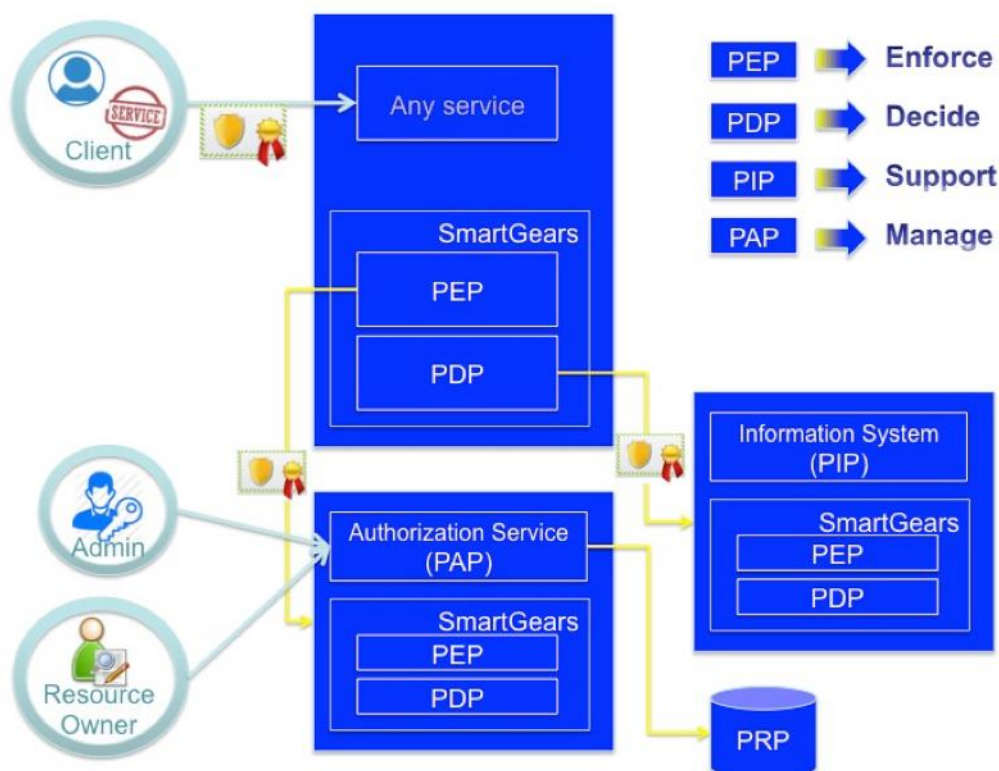 SERVICE
Client
Any service
SmartGears
PEP
PDP
PEP
Enforce
PDP
Decide
PIP
Support
PAP
Manage
Admin
Resource
Owner
Authorization Service
(PAP)
SmartGears
PEP
PDP
Information System
(PIP)
SmartGears
PEP
PDP
PRP